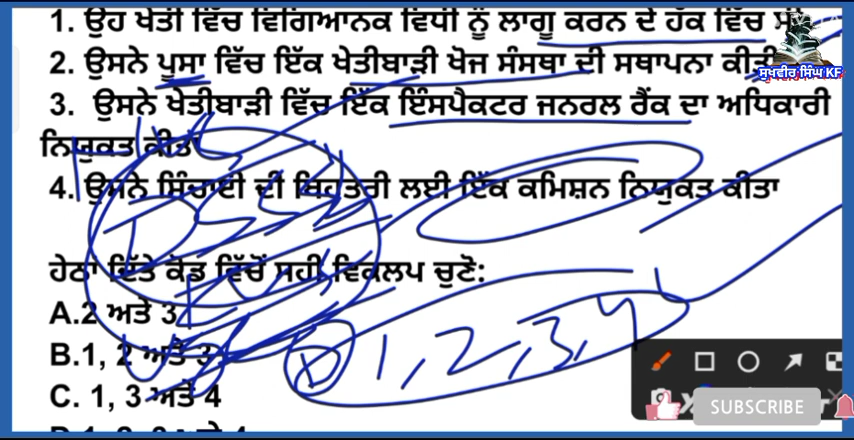 1. ਉਹ ਖੇਤੀ ਵਿੱਚ ਵਿਗਿਆਨਕ ਵਿਧੀ ਨੂੰ ਲਾਗੂ ਕਰਨ ਦੇ ਹੱਕ ਵਿੱਚ
2. ਉਸਨੇ ਪੂਸਾ ਵਿੱਚ ਇੱਕ ਖੇਤੀਬਾੜੀ ਖੋਜ ਸੰਸਥਾ ਦੀ ਸਥਾਪਨਾ ਕੀਤੀ
ਸੁਖਵੀਰ ਸਿੰਘ KF
3. ਉਸਨੇ ਖੇਤੀਬਾੜੀ ਵਿੱਚ ਇੱਕ ਇੰਸਪੈਕਟਰ ਜਨਰਲ ਰੈਂਕ ਦਾ ਅਧਿਕਾਰੀ
ਨਿਯੁਕਤ ਕੀਤਾ
4. ਉਸਨੇ ਸਿੰਚਾਈ ਦੀ ਬਿਹਤਰੀ ਲਈ ਇੱਕ ਕਮਿਸ਼ਨ ਨਿਯੁਕਤ ਕੀਤਾ
ਹੇਠਾਂ ਦਿੱਤੇ ਕੋਡ ਵਿੱਚੋਂ ਸਹੀ ਵਿਕਲਪ ਚੁਣੋ:
A.2 ਅਤੇ 3
B.1, 2 ਅਤੇ 3
D 1, 2, 3, 4
C. 1, 3 ਅਤੇ 4
SUBSCRIBE